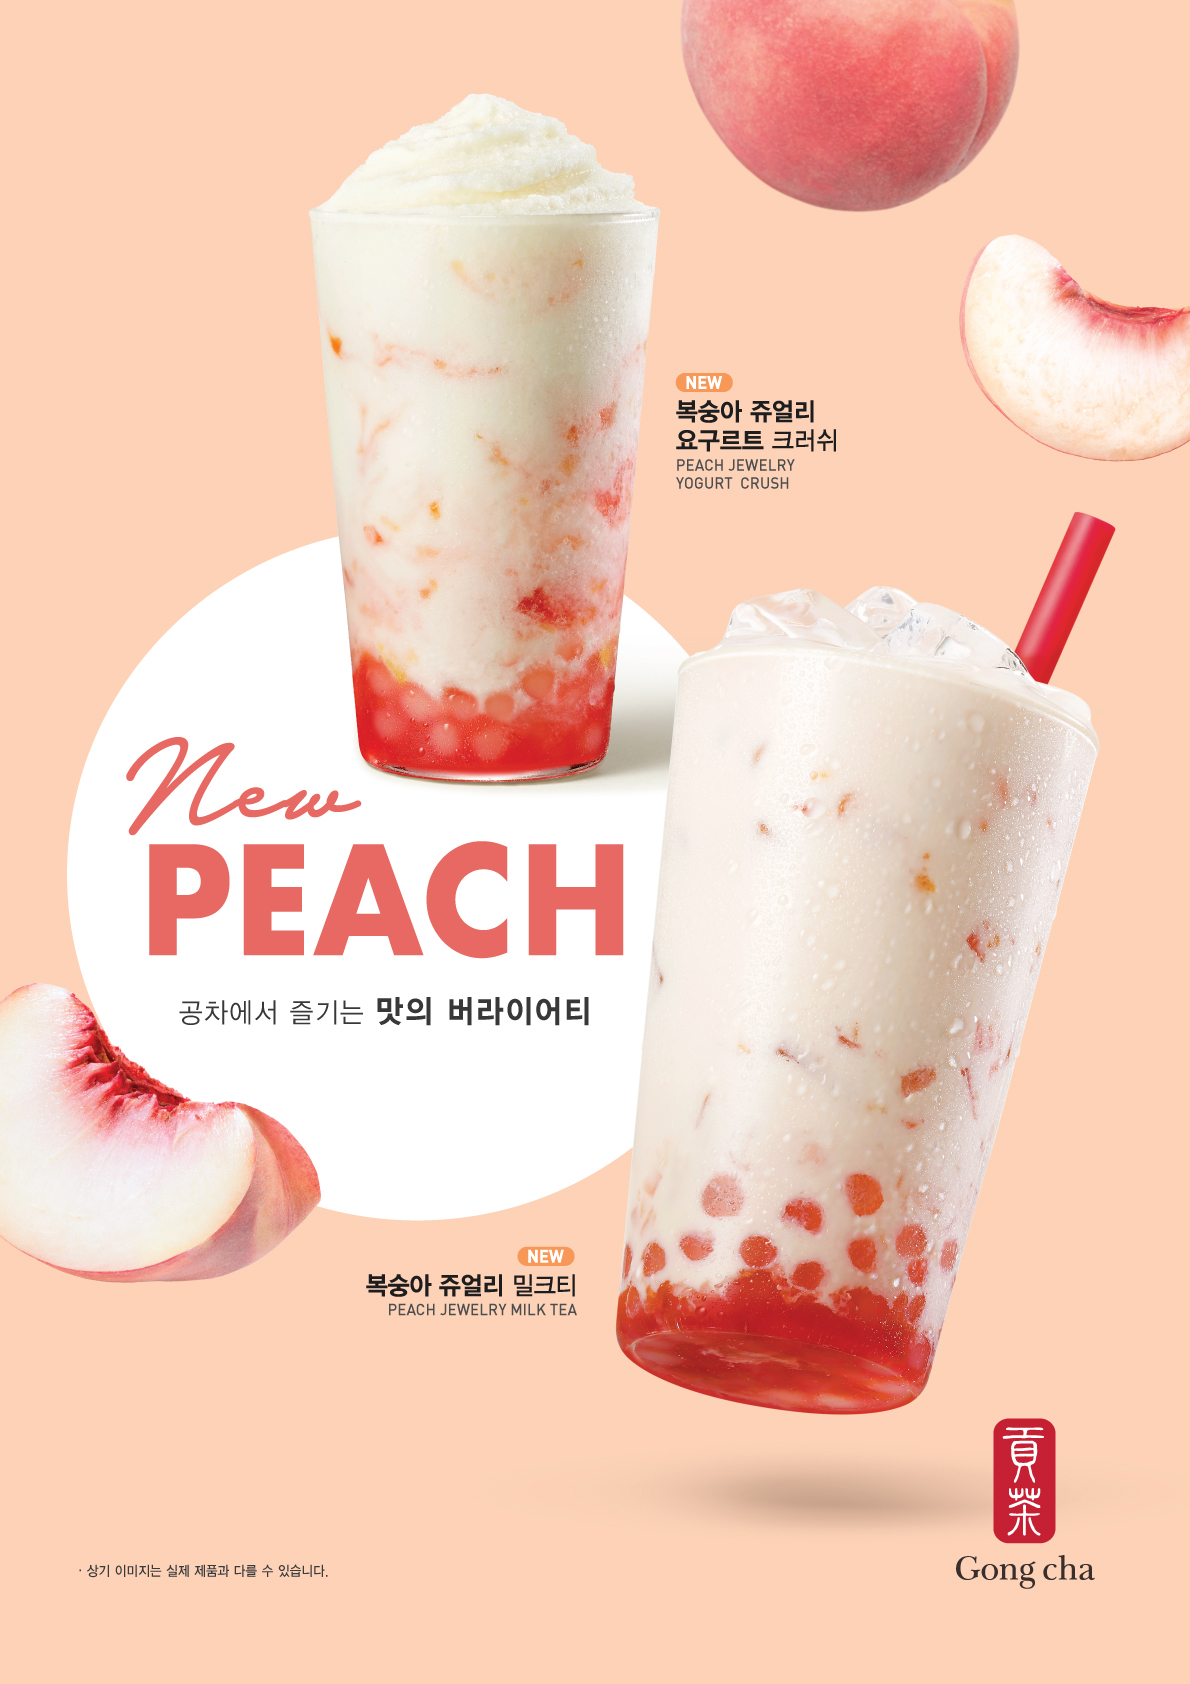 NEW
복숭아 쥬얼리
요구르트 크러쉬
PEACH JEWELRY
YOGURT CRUSH
New
PEACH
공차에서 즐기는 맛의 버라이어티
NEW
복숭아 쥬얼리 밀크티
PEACH JEWELRY MILK TEA
貢茶
Gong cha
· 상기 이미지는 실제 제품과 다를 수 있습니다.